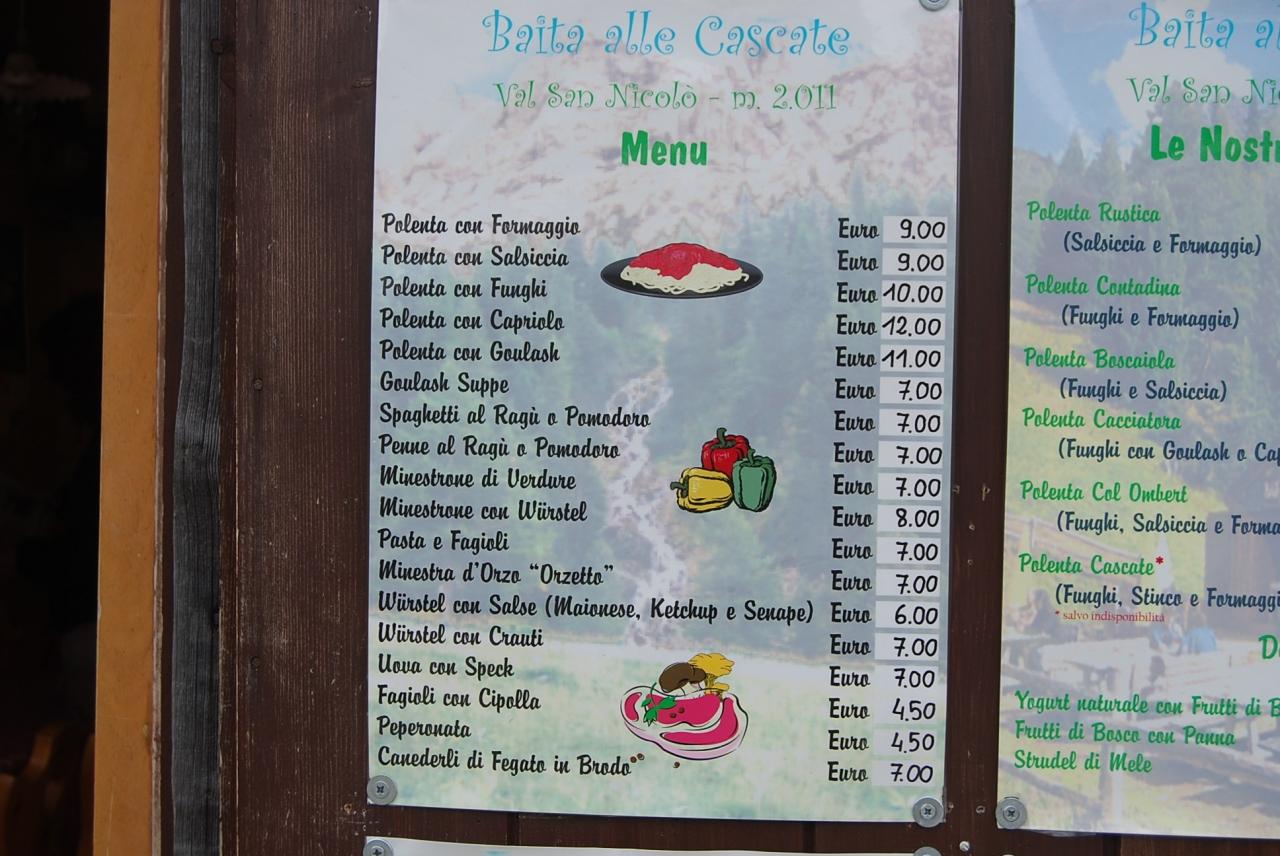 Baita alle Cascate
Val San Nicolò - m. 2.011
Menu
Polenta con Formaggio Euro 9.00
Polenta con Salsiccia Euro 9.00
Polenta con Funghi Euro 10.00
Polenta con Capriolo Euro 12.00
Polenta con Goulash Euro 11.00
Goulash Suppe Euro 7.00
Spaghetti al Ragù o Pomodoro Euro 7.00
Penne al Ragù o Pomodoro Euro 7.00
Minestrone di Verdure Euro 7.00
Minestrone con Würstel Euro 8.00
Pasta e Fagioli Euro 7.00
Minestra d'Orzo "Orzetto" Euro 7.00
Würstel con Salse (Maionese, Ketchup e Senape) Euro 6.00
Würstel con Crauti Euro 7.00
Uova con Speck Euro 7.00
Fagioli con Cipolla Euro 4.50
Peperonata Euro 4.50
Canederli di Fegato in Brodo Euro 7.00
Baita
Val San
Le
Polenta Rustica
(Salsiccia e Formaggio)
Polenta Contadina
(Funghi e Formaggio)
Polenta Boscaiola
(Funghi e Salsiccia)
Polenta Cacciatora
(Funghi con Goulash o
Polenta Col Ombert
(Funghi, Salsiccia e
Polenta Cascate*
(Funghi, Stinco e
* salvo indisponibilità
Yogurt naturale con Frutti di
Frutti di Bosco con Panna
Strudel di Mele